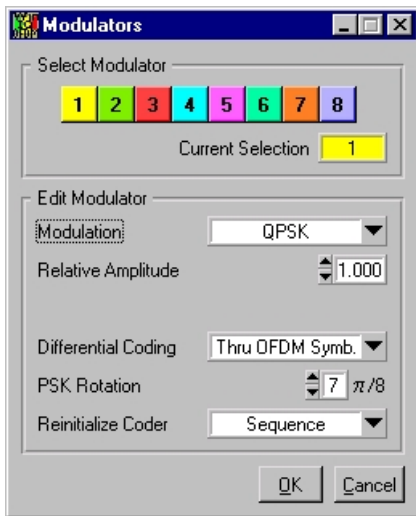 Modulators
Select Modulator
1 2 3 4 5 6 7 8
Current Selection 1
Edit Modulator
Modulation QPSK
Relative Amplitude 1.000
Differential Coding Thru OFDM Symb.
PSK Rotation 7 π/8
Reinitialize Coder Sequence
OK Cancel